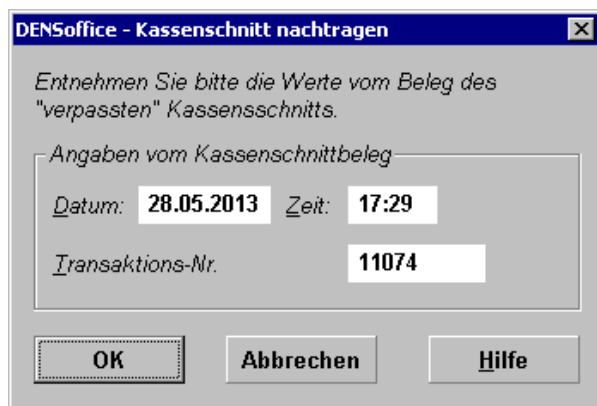 DENSoffice - Kassenschnitt nachtragen
Entnehmen Sie bitte die Werte vom Beleg des
"verpassten" Kassensschnitts.
Angaben vom Kassenschnittbeleg
Datum: 28.05.2013 Zeit: 17:29
Transaktions-Nr. 11074
OK Abbrechen Hilfe